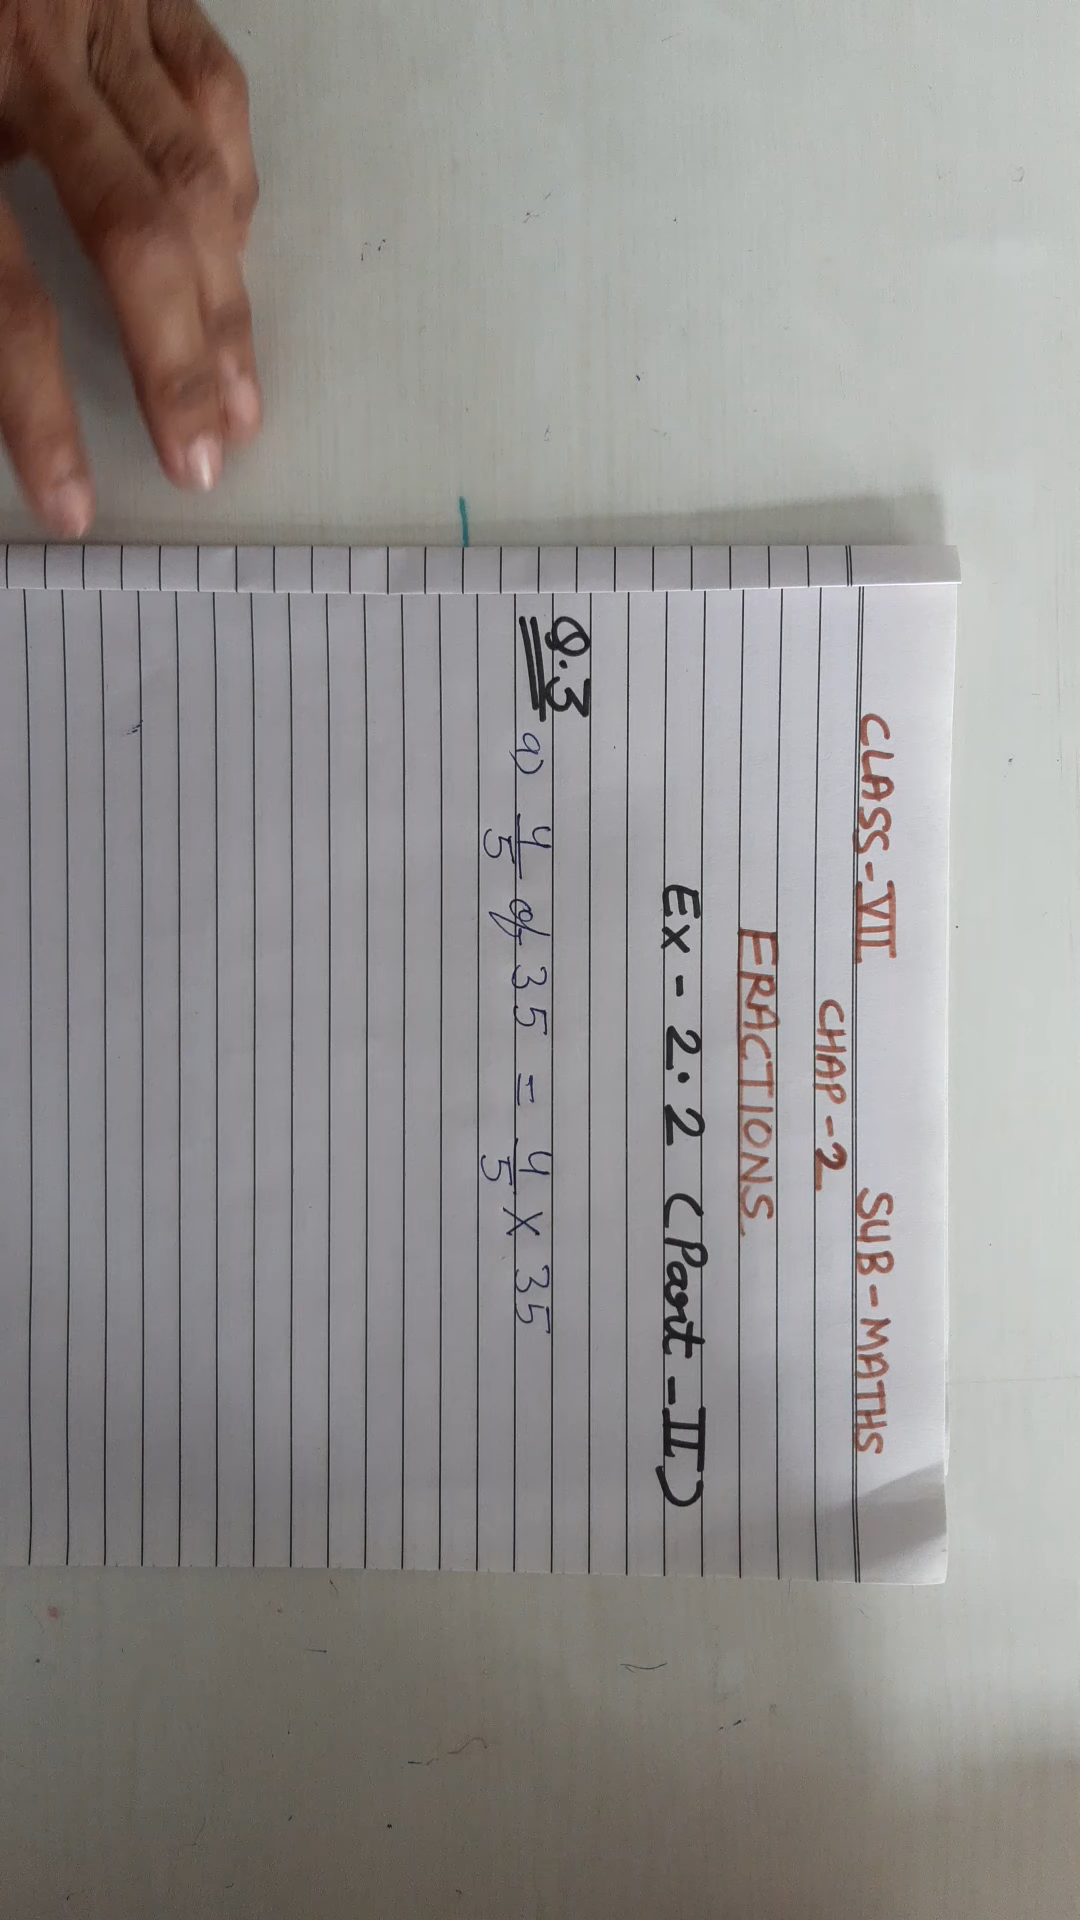 CLASS-VII SUB-MATHS
CHAP-2
FRACTIONS
Ex-2.2 (Part-II)
Q.3 a) 4/5 of 35 = 4/5 × 35